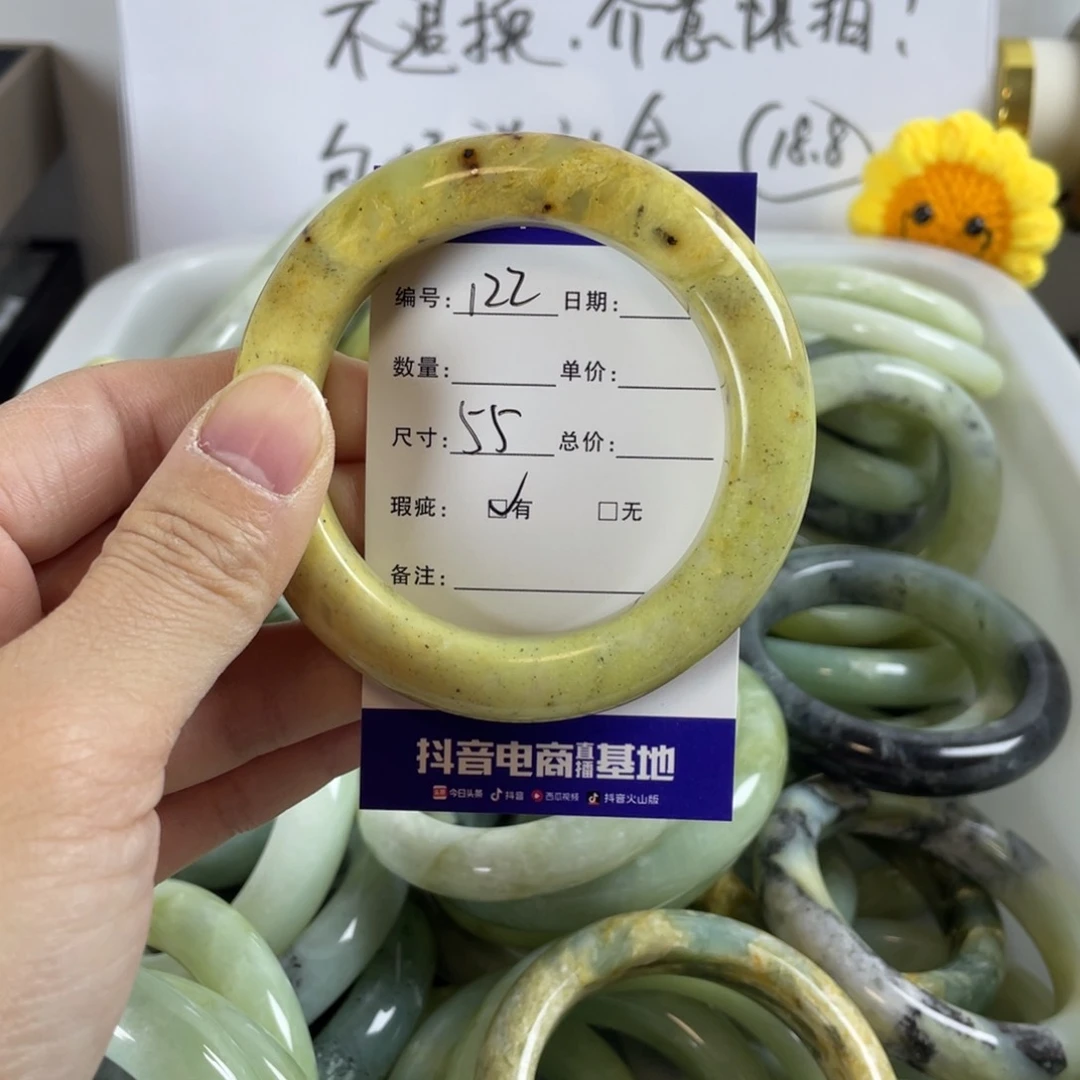 不退换.介意慎拍!
(18.8)
编号: 122 日期:
数量: 单价:
尺寸: 55 总价:
瑕疵: ☑有 □无
备注:
抖音电商直播基地
今日头条 抖音 西瓜视频 抖音火山版